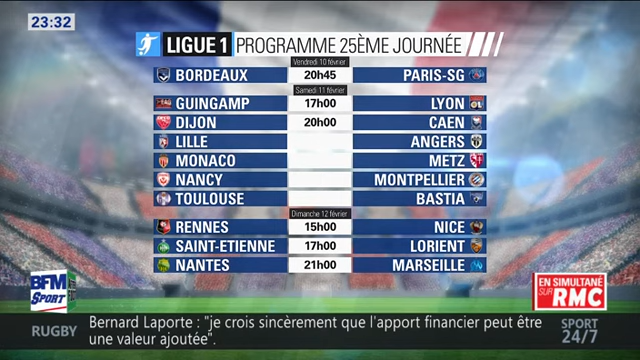 23:32
LIGUE 1 PROGRAMME 25ÈME JOURNÉE
Vendredi 10 février
BORDEAUX 20h45 PARIS-SG
Samedi 11 février
GUINGAMP 17h00 LYON
DIJON 20h00 CAEN
LILLE ANGERS
MONACO METZ
NANCY MONTPELLIER
TOULOUSE BASTIA
Dimanche 12 février
RENNES 15h00 NICE
SAINT-ETIENNE 17h00 LORIENT
NANTES 21h00 MARSEILLE
BFM
SPORT
EN SIMULTANÉ
SUR RMC
RUGBY Bernard Laporte : "je crois sincèrement que l'apport financier peut être
une valeur ajoutée".
SPORT
24/7